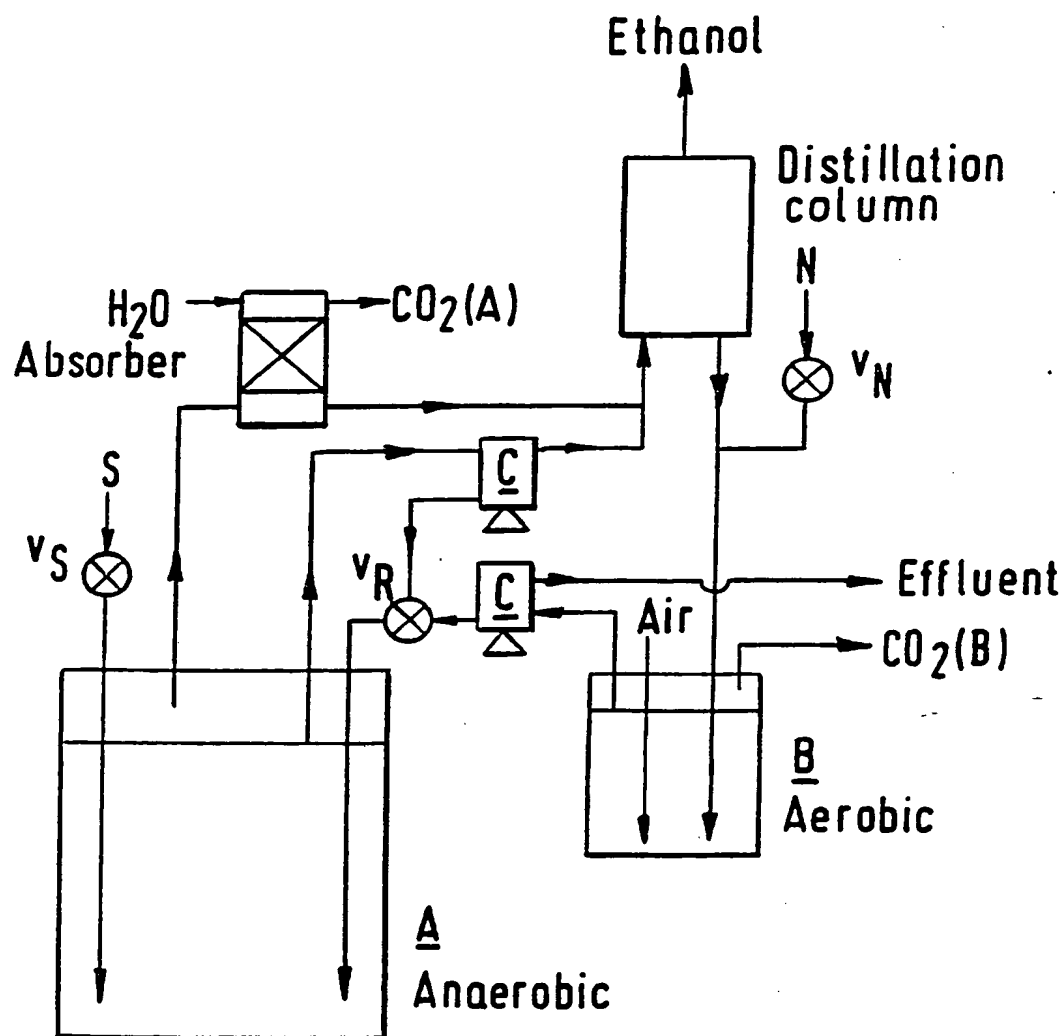 Ethanol
Distillation
column
N
H2O
CO2(A)
Absorber
vN
C
S
vS
vR
C
Effluent
Air
CO2(B)
B
Aerobic
A
Anaerobic